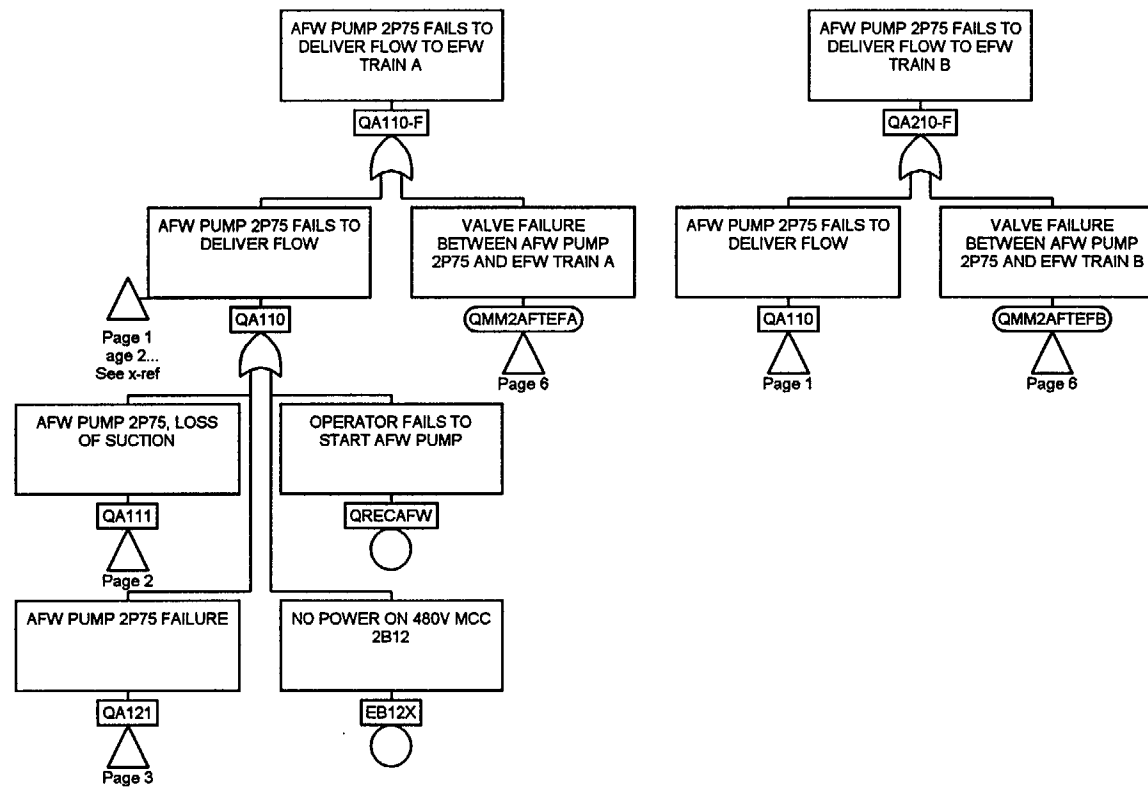 AFW PUMP 2P75 FAILS TO
DELIVER FLOW TO EFW
TRAIN A
QA110-F
AFW PUMP 2P75 FAILS TO
DELIVER FLOW
QA110
Page 1
age 2...
See x-ref
VALVE FAILURE
BETWEEN AFW PUMP
2P75 AND EFW TRAIN A
QMM2AFTEFA
Page 6
AFW PUMP 2P75, LOSS
OF SUCTION
QA111
Page 2
OPERATOR FAILS TO
START AFW PUMP
QRECAFW
AFW PUMP 2P75 FAILURE
QA121
Page 3
NO POWER ON 480V MCC
2B12
EB12X
AFW PUMP 2P75 FAILS TO
DELIVER FLOW TO EFW
TRAIN B
QA210-F
AFW PUMP 2P75 FAILS TO
DELIVER FLOW
QA110
Page 1
VALVE FAILURE
BETWEEN AFW PUMP
2P75 AND EFW TRAIN B
QMM2AFTEFB
Page 6